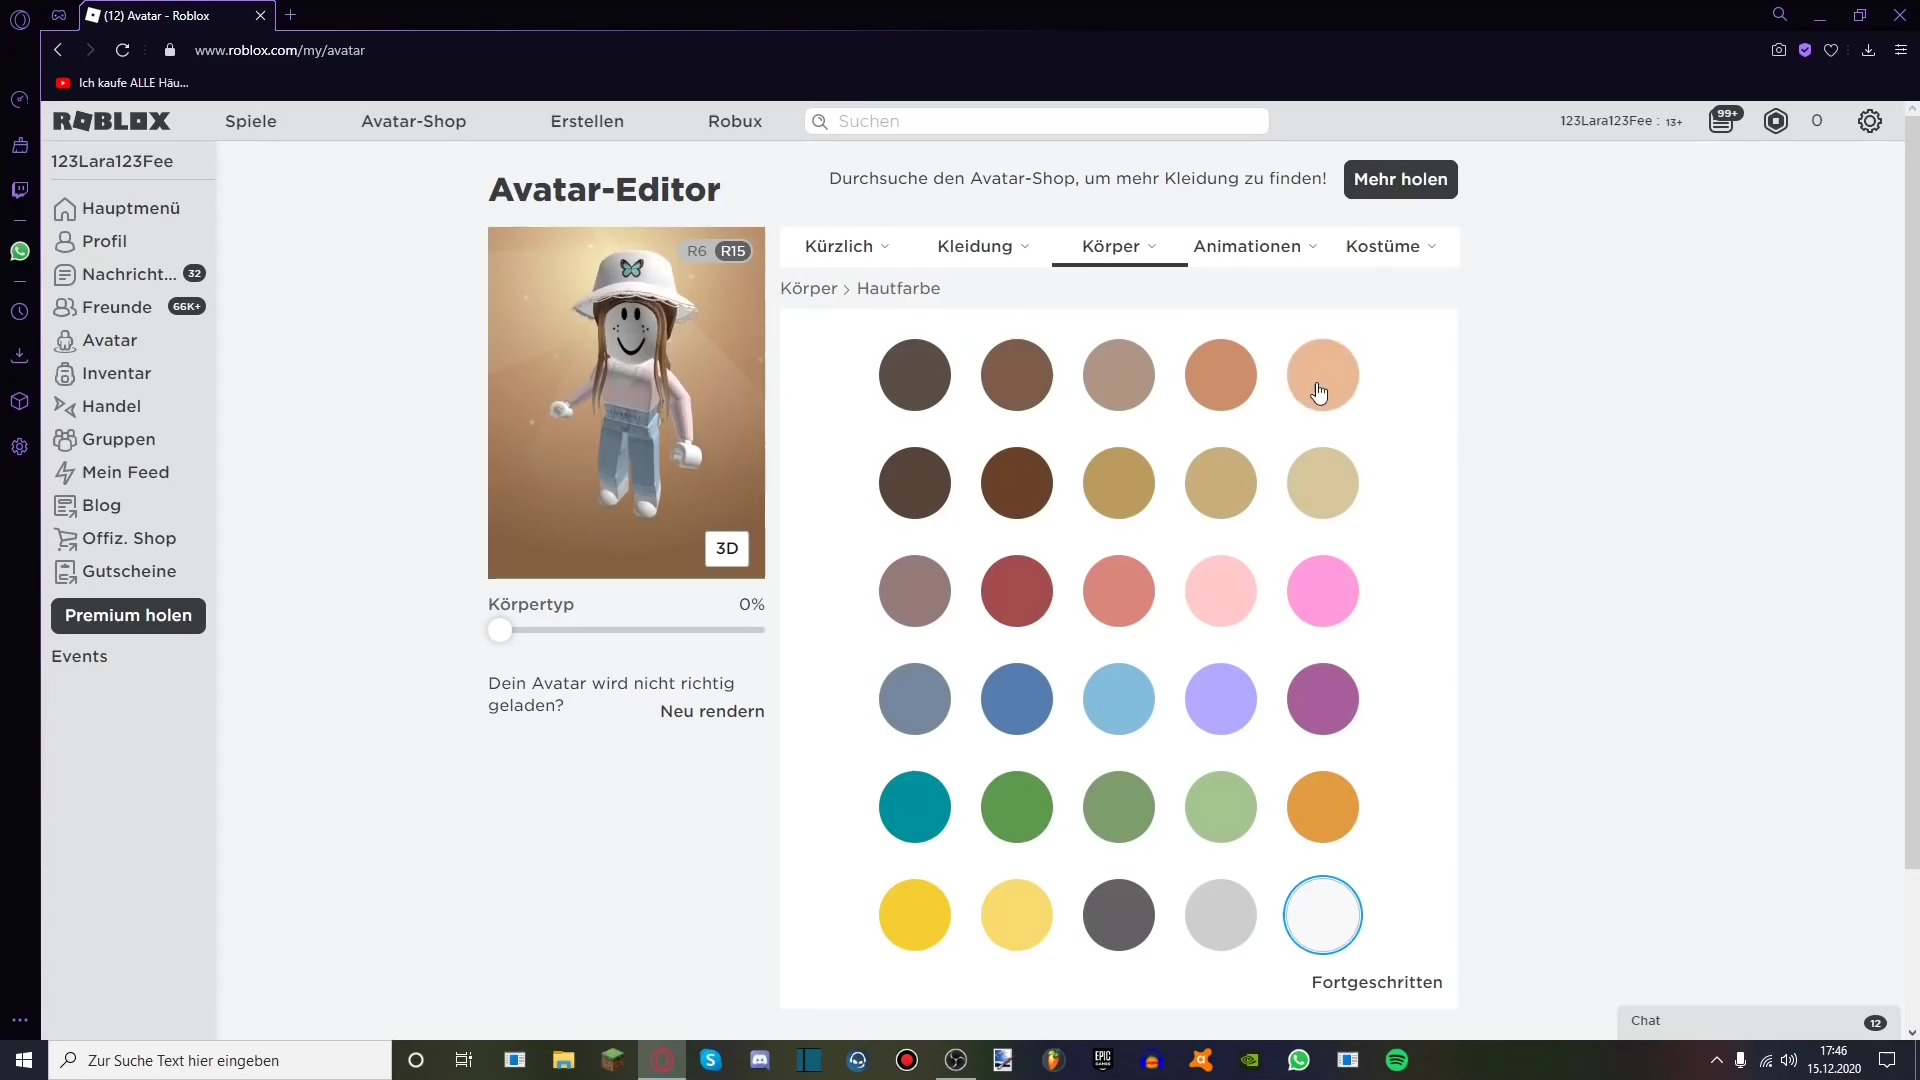 (12) Avatar - Roblox
www.roblox.com/my/avatar
Ich kaufe ALLE Häu...
ROBLOX
Spiele
Avatar-Shop
Erstellen
Robux
Suchen
123Lara123Fee : 13+
99+
0
123Lara123Fee
Hauptmenü
Profil
Nachricht... 32
Freunde 66K+
Avatar
Inventar
Handel
Gruppen
Mein Feed
Blog
Offiz. Shop
Gutscheine
Premium holen
Events
Avatar-Editor
Durchsuche den Avatar-Shop, um mehr Kleidung zu finden!
Mehr holen
R6 R15
3D
Körpertyp 0%
Dein Avatar wird nicht richtig
geladen?
Neu rendern
Kürzlich
Kleidung
Körper
Animationen
Kostüme
Körper > Hautfarbe
Fortgeschritten
Chat 12
Zur Suche Text hier eingeben
EPIC
GAMES
17:46
15.12.2020